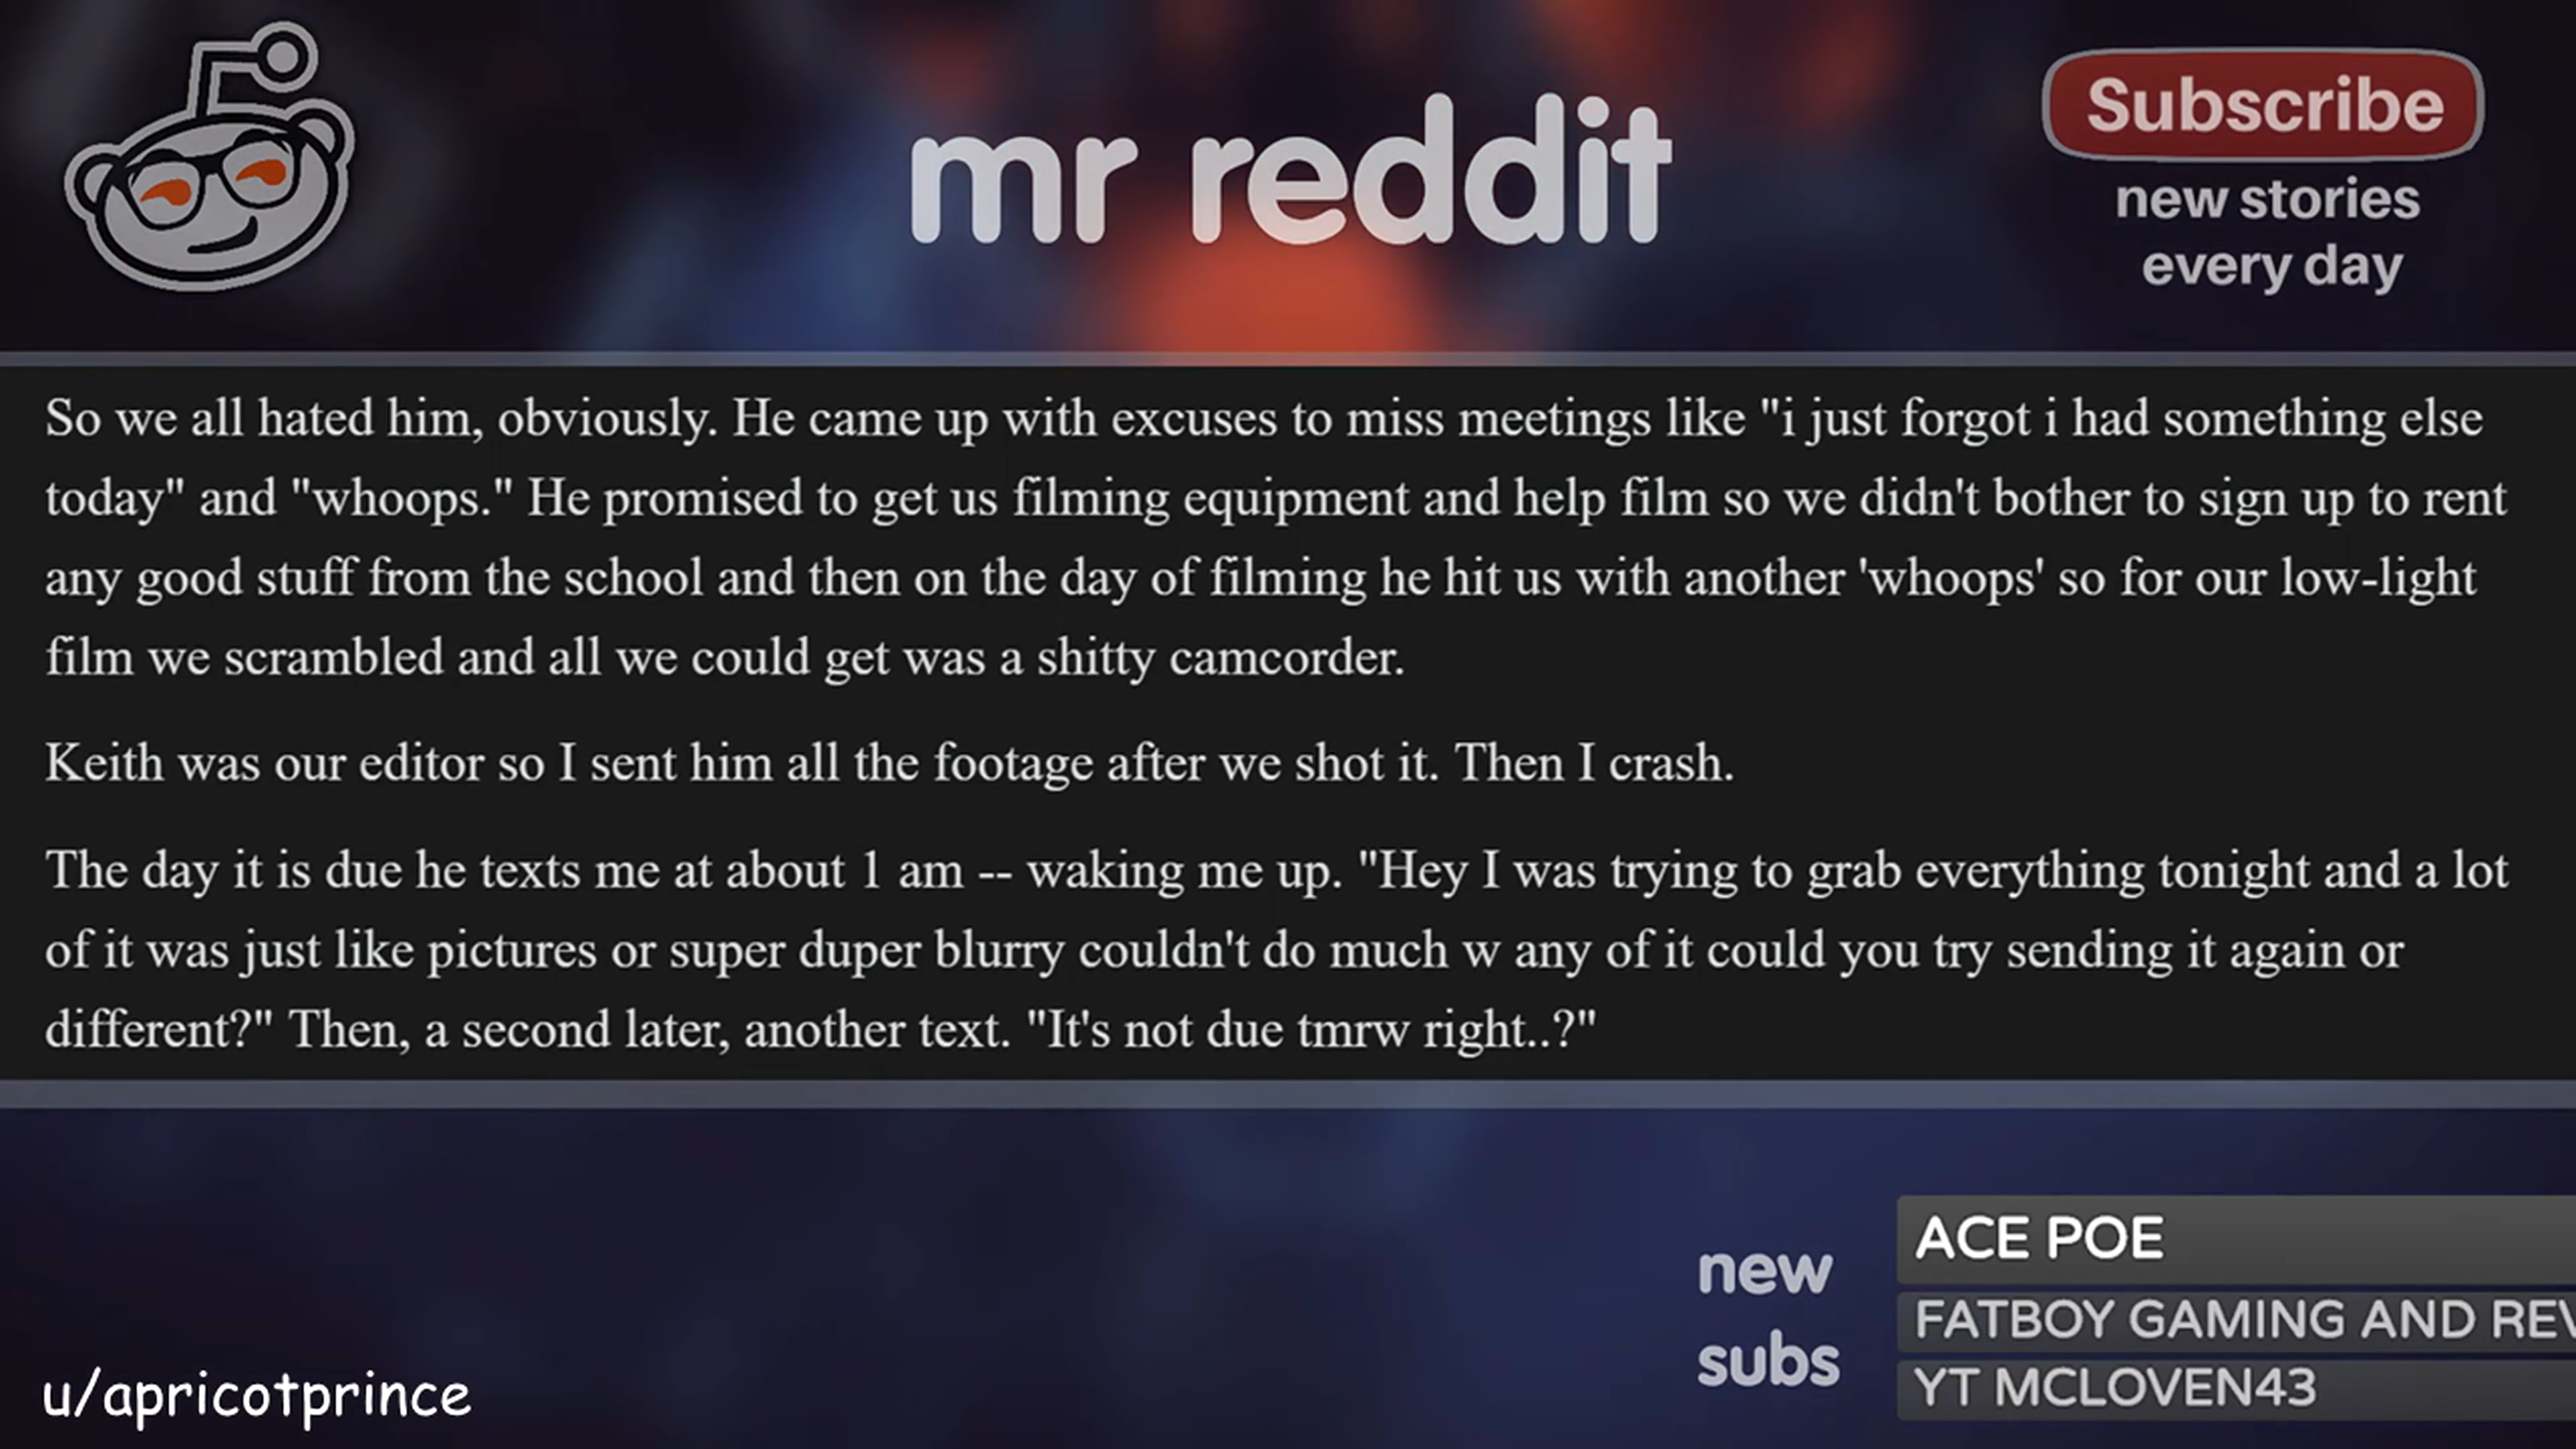 mr reddit
Subscribe
new stories
every day
So we all hated him, obviously. He came up with excuses to miss meetings like "i just forgot i had something else
today" and "whoops." He promised to get us filming equipment and help film so we didn't bother to sign up to rent
any good stuff from the school and then on the day of filming he hit us with another 'whoops' so for our low-light
film we scrambled and all we could get was a shitty camcorder.
Keith was our editor so I sent him all the footage after we shot it. Then I crash.
The day it is due he texts me at about 1 am -- waking me up. "Hey I was trying to grab everything tonight and a lot
of it was just like pictures or super duper blurry couldn't do much w any of it could you try sending it again or
different?" Then, a second later, another text. "It's not due tmrw right..?"
new
subs
ACE POE
FATBOY GAMING AND
YT MCLOVEN43
u/apricotprince